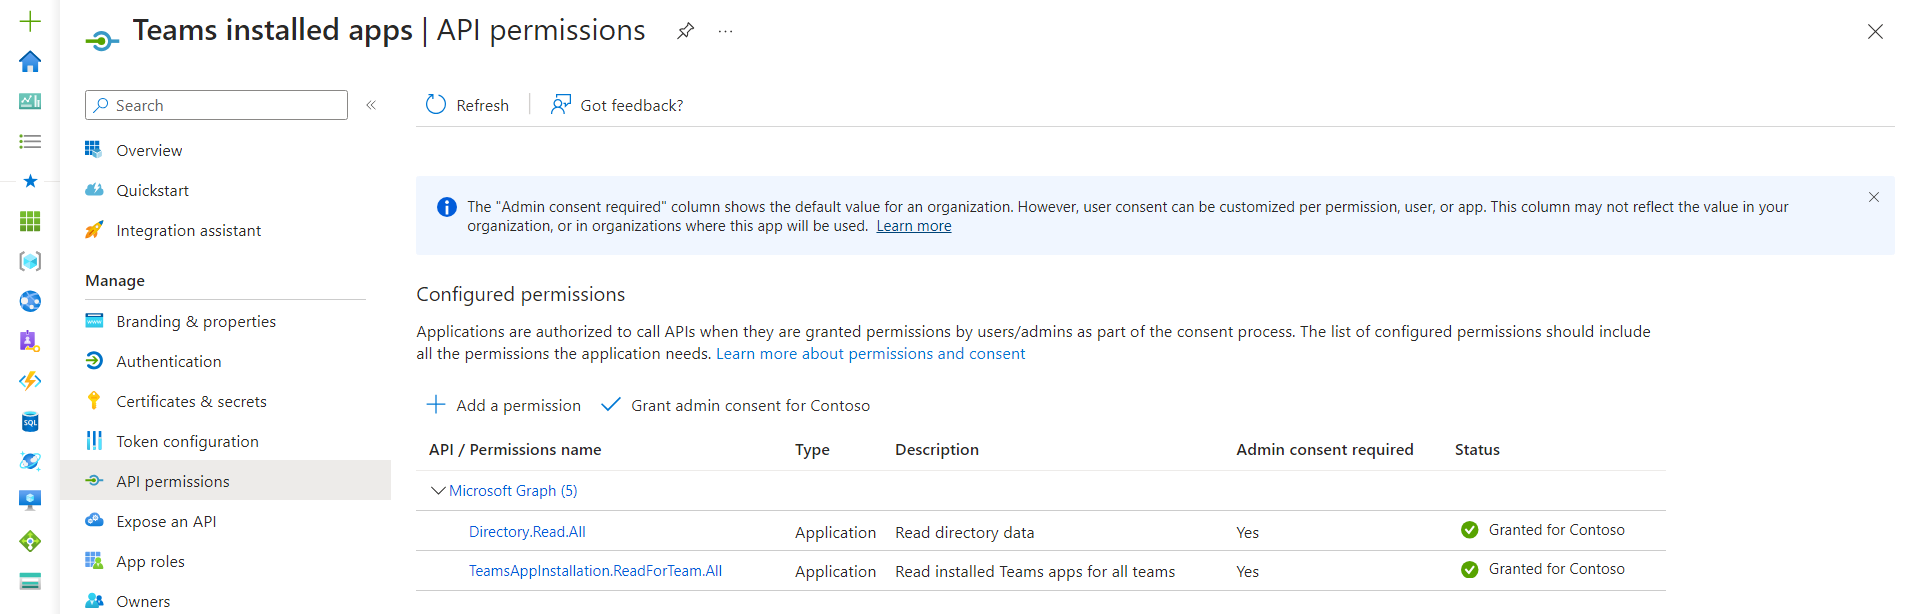 Teams installed apps | API permissions
Search
Refresh
Got feedback?
Overview
Quickstart
Integration assistant
Manage
Branding & properties
Authentication
Certificates & secrets
Token configuration
API permissions
Expose an API
App roles
Owners
The "Admin consent required" column shows the default value for an organization. However, user consent can be customized per permission, user, or app. This column may not reflect the value in your
organization, or in organizations where this app will be used. Learn more
Configured permissions
Applications are authorized to call APIs when they are granted permissions by users/admins as part of the consent process. The list of configured permissions should include
all the permissions the application needs. Learn more about permissions and consent
Add a permission
Grant admin consent for Contoso
API / Permissions name Type Description Admin consent required Status
Microsoft Graph (5)
Directory.Read.All Application Read directory data Yes Granted for Contoso
TeamsAppInstallation.ReadForTeam.All Application Read installed Teams apps for all teams Yes Granted for Contoso